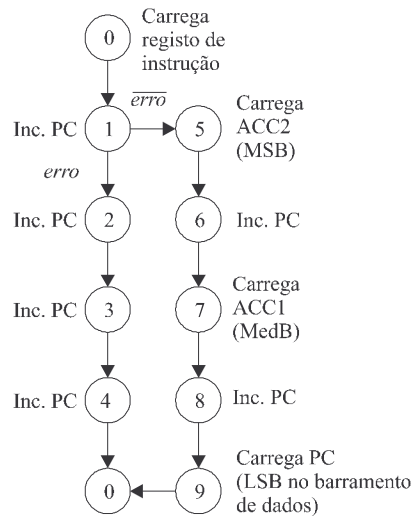 0
Carrega
registo de
instrução
Inc. PC
1
erro
5
Carrega
ACC2
(MSB)
erro
Inc. PC
2
6
Inc. PC
Inc. PC
3
7
Carrega
ACC1
(MedB)
Inc. PC
4
8
Inc. PC
0
9
Carrega PC
(LSB no barramento
de dados)